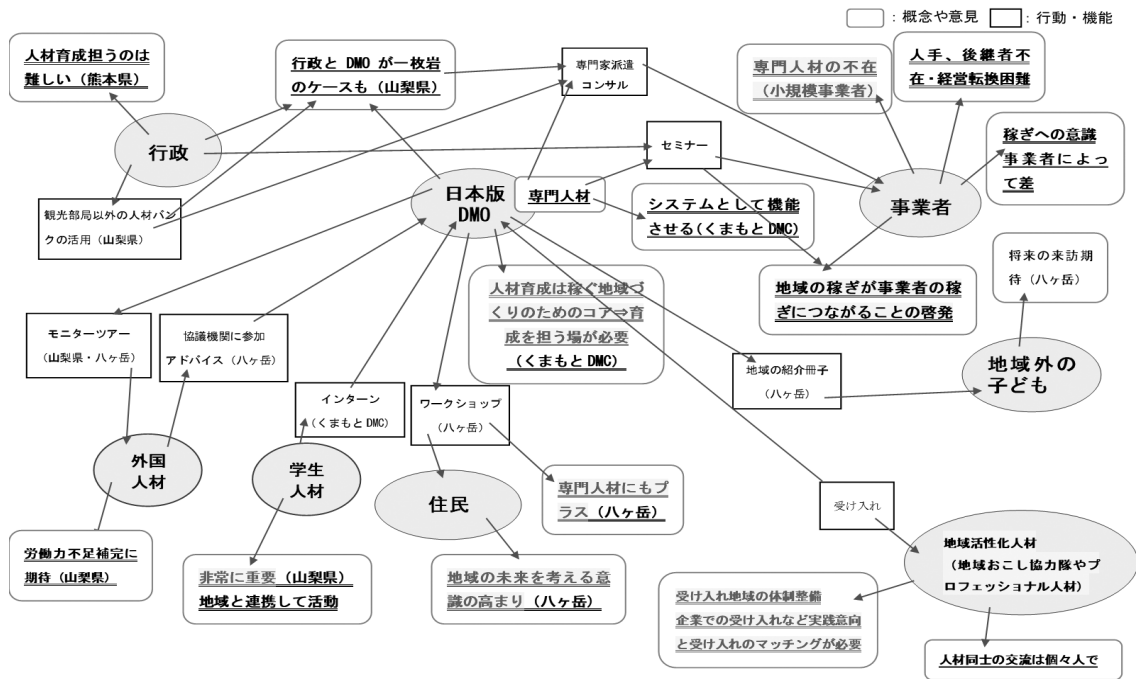 ：概念や意見
：行動・機能
人材育成担うのは
難しい（熊本県）
行政と DMO が一枚岩
のケースも（山梨県）
専門家派遣
コンサル
専門人材の不在
（小規模事業者）
人手、後継者不
在・経営転換困難
行政
セミナー
稼ぎへの意識
事業者によっ
て差
日本版
DMO
専門人材
事業者
観光部局以外の人材バン
クの活用（山梨県）
システムとして機能
させる（くまもと DMC）
将来の来訪期
待（八ヶ岳）
人材育成は稼ぐ地域づ
くりのためのコア⇒育
成を担う場が必要
（くまもと DMC）
地域の稼ぎが事業者の稼
ぎにつながることの啓発
モニターツアー
（山梨県・八ヶ岳）
協議機関に参加
アドバイス（八ヶ岳）
地域の紹介冊子
（八ヶ岳）
地域外の
子ども
インターン
（くまもと DMC）
ワークショップ
（八ヶ岳）
外国
人材
学生
人材
住民
専門人材にもプ
ラス（八ヶ岳）
受け入れ
労働力不足補完に
期待（山梨県）
非常に重要（山梨県）
地域と連携して活動
地域の未来を考える意
識の高まり（八ヶ岳）
地域活性化人材
（地域おこし協力隊やプ
ロフェッショナル人材）
受け入れ地域の体制整備
企業での受け入れなど実践意向
と受け入れのマッチングが必要
人材同士の交流は個々人で